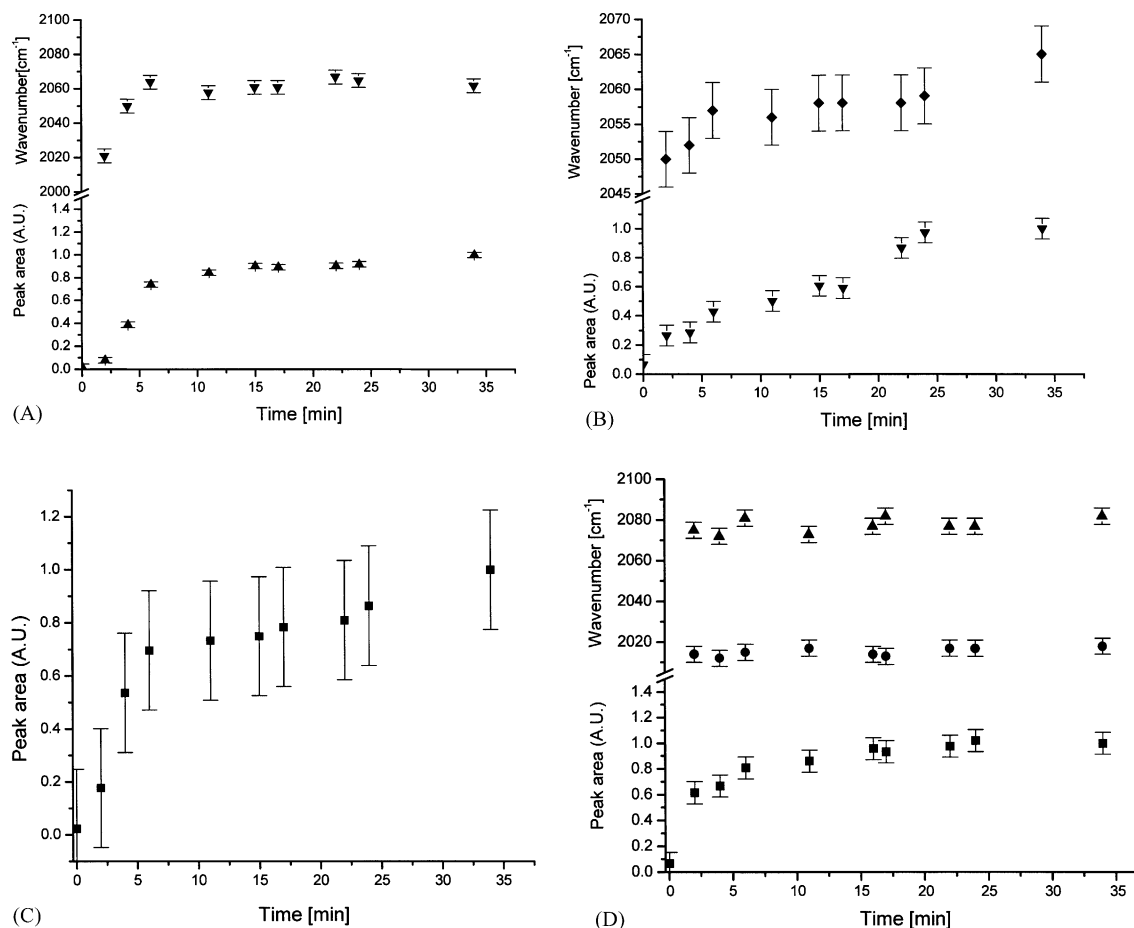 2100
2080
2060
2040
2020
2000
1.4
1.2
1.0
0.8
0.6
0.4
0.2
0.0
Wavenumber[cm⁻¹]
Peak area (A.U.)
0 5 10 15 20 25 30 35
Time [min]
(A)
2070
2065
2060
2055
2050
2045
1.0
0.8
0.6
0.4
0.2
0.0
Wavenumber [cm⁻¹]
Peak area (A.U.)
0 5 10 15 20 25 30 35
Time [min]
(B)
1.2
1.0
0.8
0.6
0.4
0.2
0.0
Peak area (A.U.)
0 5 10 15 20 25 30 35
Time [min]
(C)
2100
2080
2060
2040
2020
1.4
1.2
1.0
0.8
0.6
0.4
0.2
0.0
Wavenumber [cm⁻¹]
Peak area (A.U.)
0 5 10 15 20 25 30 35
Time [min]
(D)